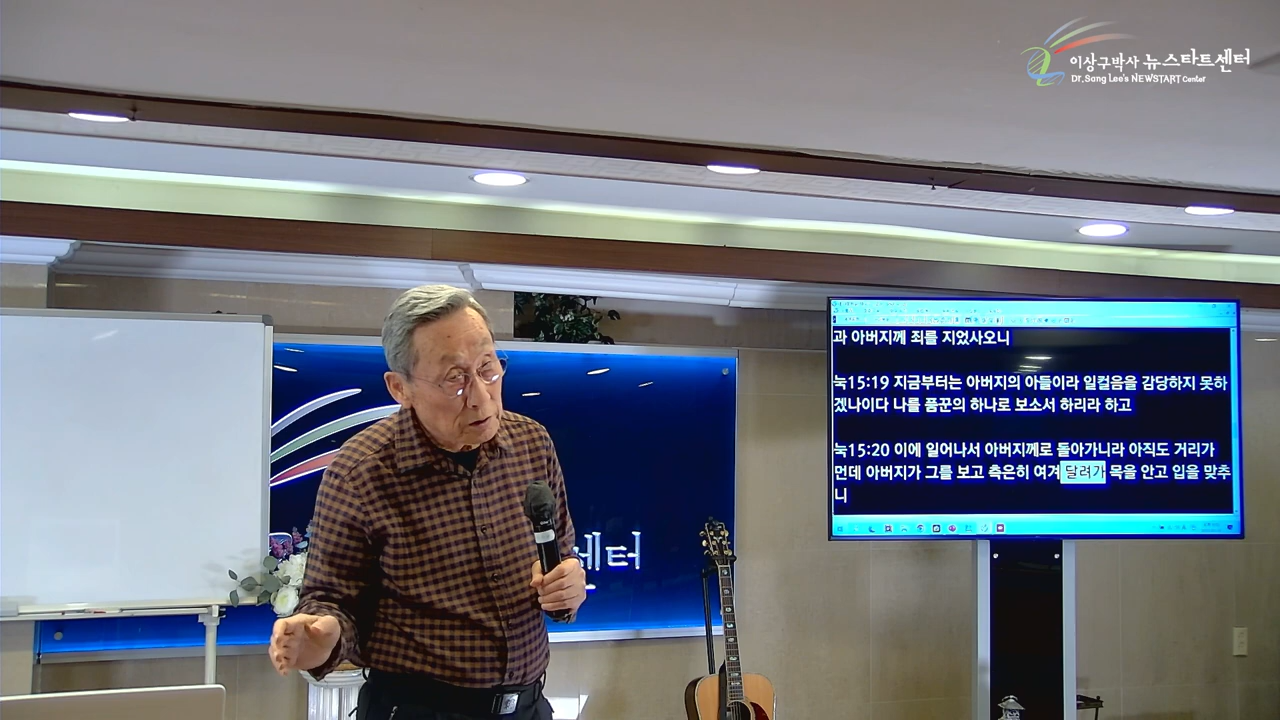 이상구박사 뉴스타트센터
Dr. Sang Lee's NEWSTART Center
과 아버지께 죄를 지었사오니
눅15:19 지금부터는 아버지의 아들이라 일컬음을 감당하지 못하
겠나이다 나를 품꾼의 하나로 보소서 하리라 하고
눅15:20 이에 일어나서 아버지께로 돌아가니라 아직도 거리가
먼데 아버지가 그를 보고 측은히 여겨 달려가 목을 안고 입을 맞추
니
센터